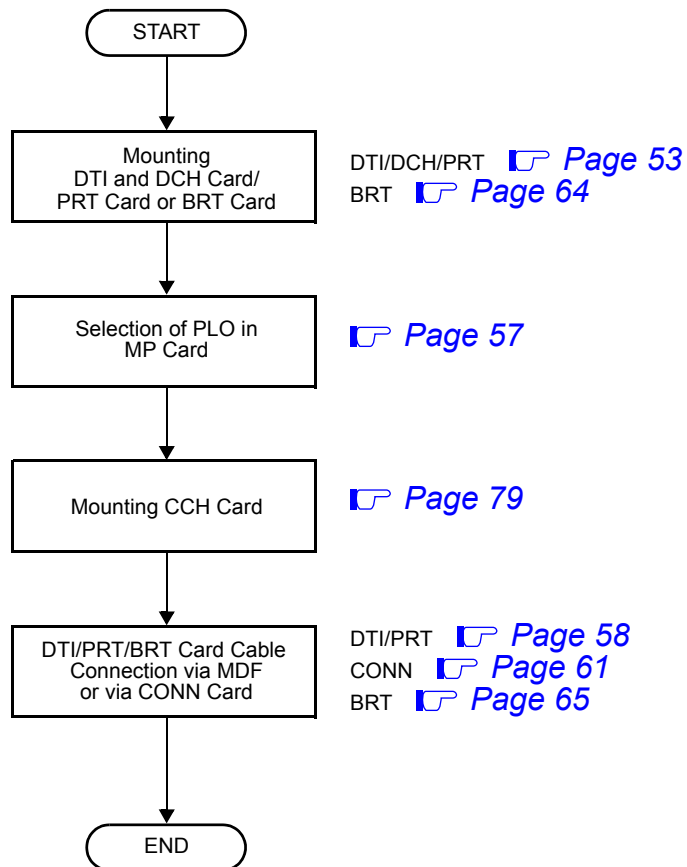 START
Mounting
DTI and DCH Card/
PRT Card or BRT Card
DTI/DCH/PRT Page 53
BRT Page 64
Selection of PLO in
MP Card
Page 57
Mounting CCH Card
Page 79
DTI/PRT/BRT Card Cable
Connection via MDF
or via CONN Card
DTI/PRT Page 58
CONN Page 61
BRT Page 65
END